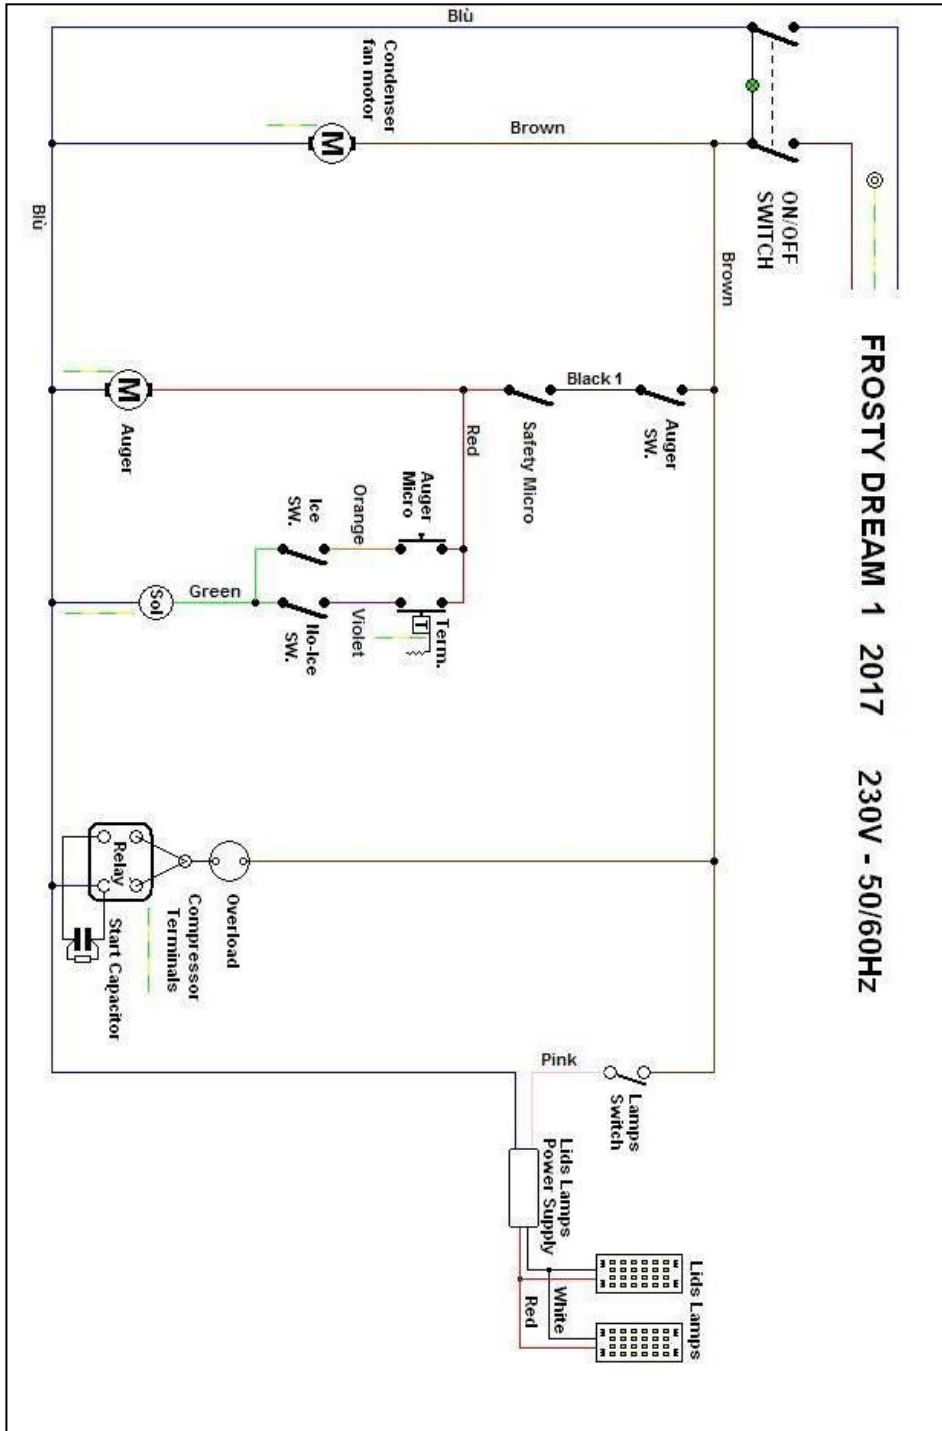 FROSTY DREAM 1 2017 230V - 50/60Hz
Blù
ON/OFF
SWITCH
Condenser
fan motor
M
Brown
Blù
Brown
M
Auger
Red
Safety Micro
Black 1
Auger
SW.
Auger
Micro
Orange
Ice
SW.
Term.
T
Violet
No-Ice
SW.
Green
Sol
Overload
Compressor
Terminals
Relay
Start Capacitor
Pink
Lamps
Switch
Lids Lamps
Power Supply
Lids Lamps
White
Red